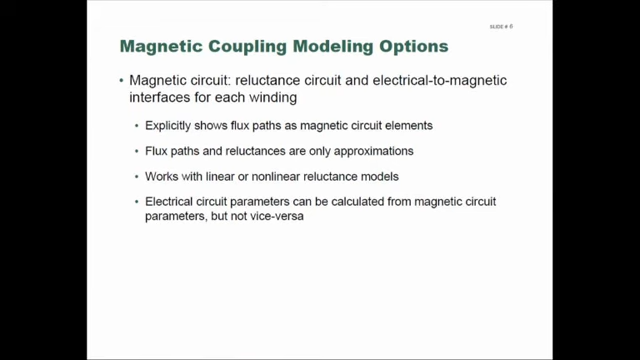 SLIDE # 6
Magnetic Coupling Modeling Options
• Magnetic circuit: reluctance circuit and electrical-to-magnetic
interfaces for each winding
• Explicitly shows flux paths as magnetic circuit elements
• Flux paths and reluctances are only approximations
• Works with linear or nonlinear reluctance models
• Electrical circuit parameters can be calculated from magnetic circuit
parameters, but not vice-versa